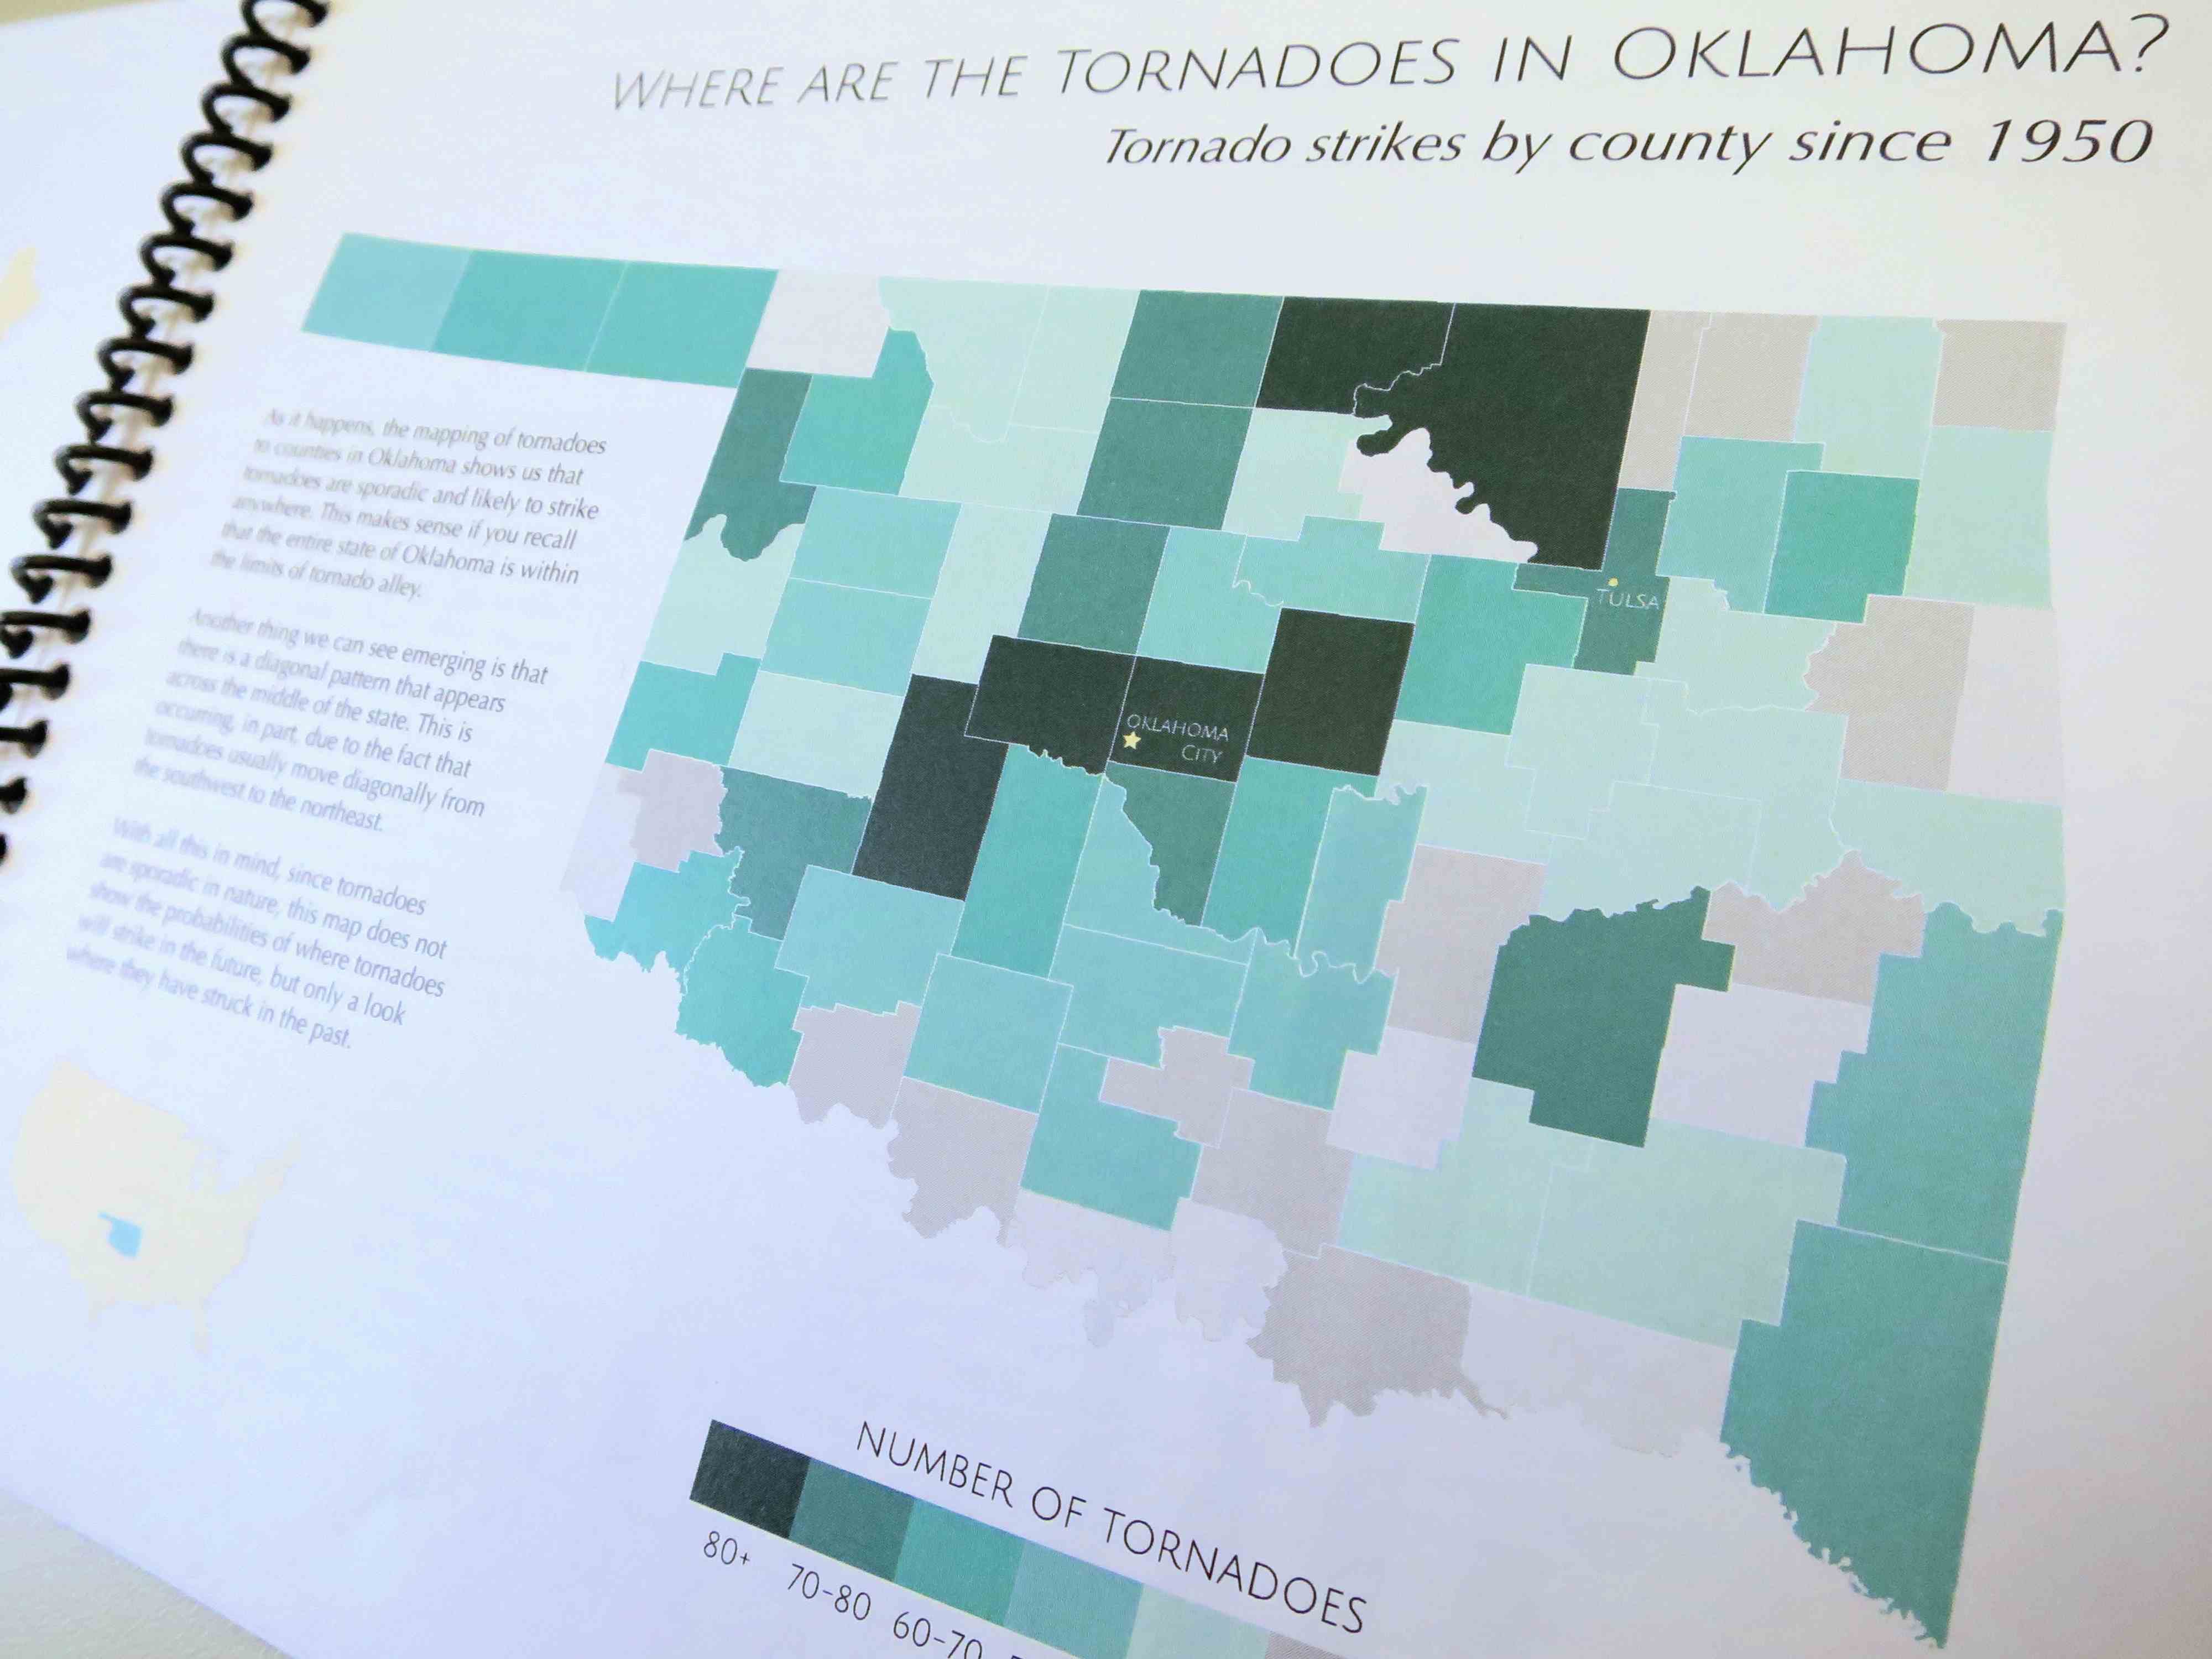 WHERE ARE THE TORNADOES IN OKLAHOMA?
Tornado strikes by county since 1950
As it happens, the mapping of tornadoes
to counties in Oklahoma shows us that
tornadoes are sporadic and likely to strike
anywhere. This makes sense if you recall
that the entire state of Oklahoma is within
the limits of tornado alley.
Another thing we can see emerging is that
there is a diagonal pattern that appears
across the middle of the state. This is
occurring, in part, due to the fact that
tornadoes usually move diagonally from
the southwest to the northeast.
With all this in mind, since tornadoes
are sporadic in nature, this map does not
show the probabilities of where tornadoes
will strike in the future, but only a look
where they have struck in the past.
TULSA
OKLAHOMA
CITY
NUMBER OF TORNADOES
80+
70-80
60-70